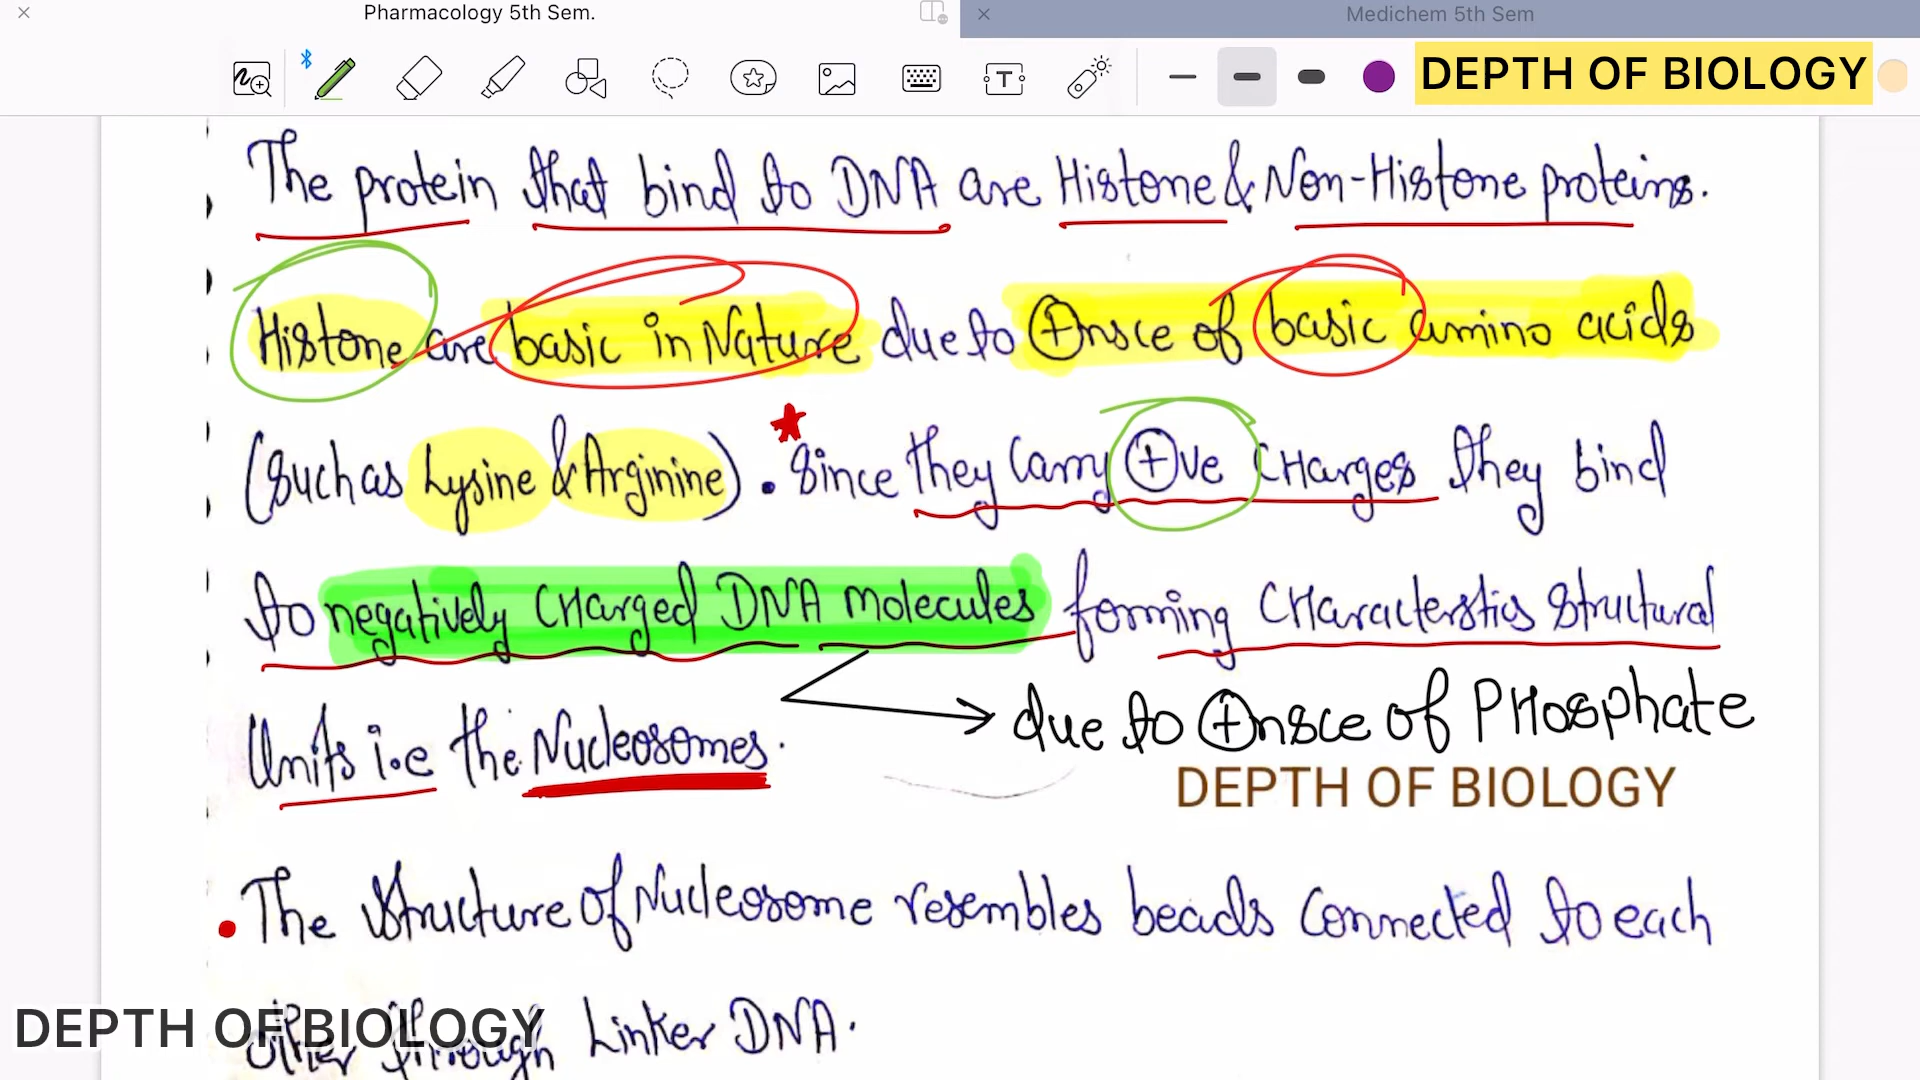 Pharmacology 5th Sem.
Medichem 5th Sem
DEPTH OF BIOLOGY
The protein that bind to DNA are Histone & Non-Histone proteins.
Histone are basic in Nature due to ⊕nsce of basic amino acids
(Such as Lysine & Arginine). Since they Carry ⊕ve CHarges they bind
to negatively CHarged DNA Molecules forming CHaracterstics Structural
Units i.e the Nucleosomes.
due to ⊕nsce of PHosphate
DEPTH OF BIOLOGY
• The Structure of Nucleosome resembles beads Connected to each
other through Linker DNA.
DEPTH OF BIOLOGY